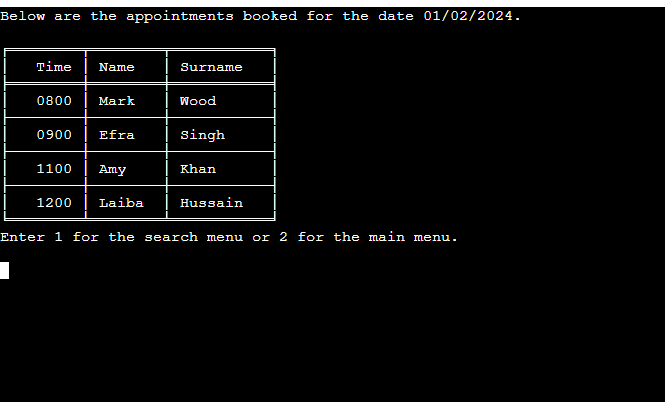 Below are the appointments booked for the date 01/02/2024.
Time Name Surname
0800 Mark Wood
0900 Efra Singh
1100 Amy Khan
1200 Laiba Hussain
Enter 1 for the search menu or 2 for the main menu.